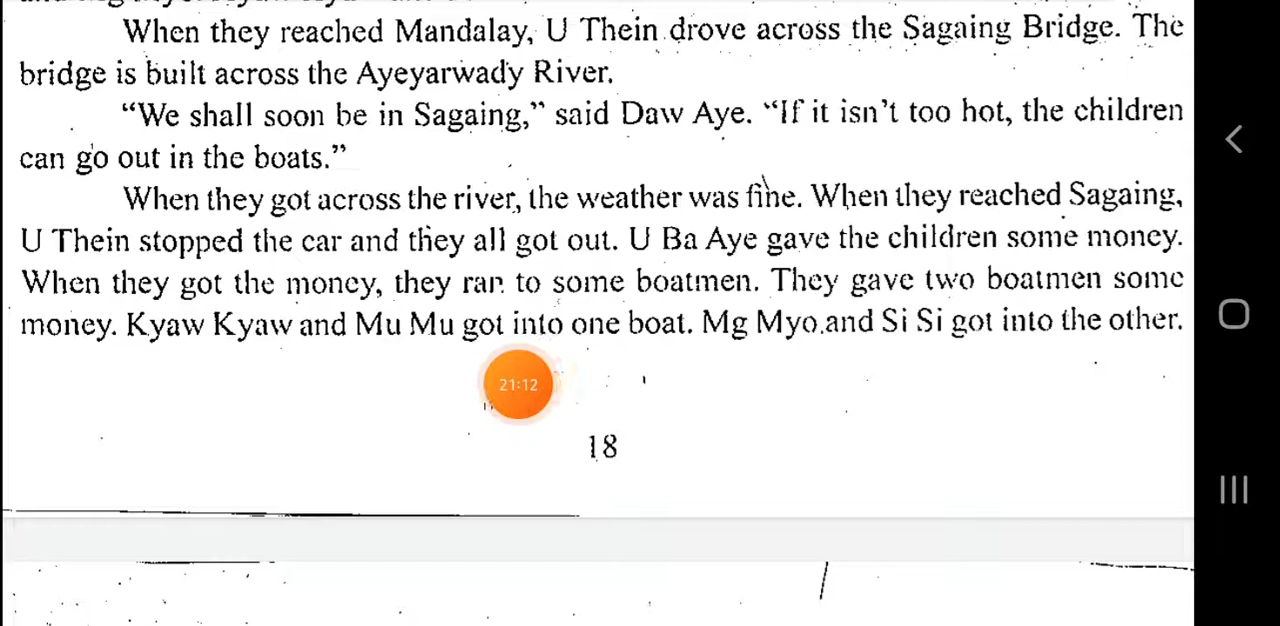 When they reached Mandalay, U Thein drove across the Sagaing Bridge. The
bridge is built across the Ayeyarwady River.
“We shall soon be in Sagaing,” said Daw Aye. “If it isn’t too hot, the children
can go out in the boats.”
When they got across the river, the weather was fine. When they reached Sagaing,
U Thein stopped the car and they all got out. U Ba Aye gave the children some money.
When they got the money, they ran to some boatmen. They gave two boatmen some
money. Kyaw Kyaw and Mu Mu got into one boat. Mg Myo and Si Si got into the other.
21:12
18